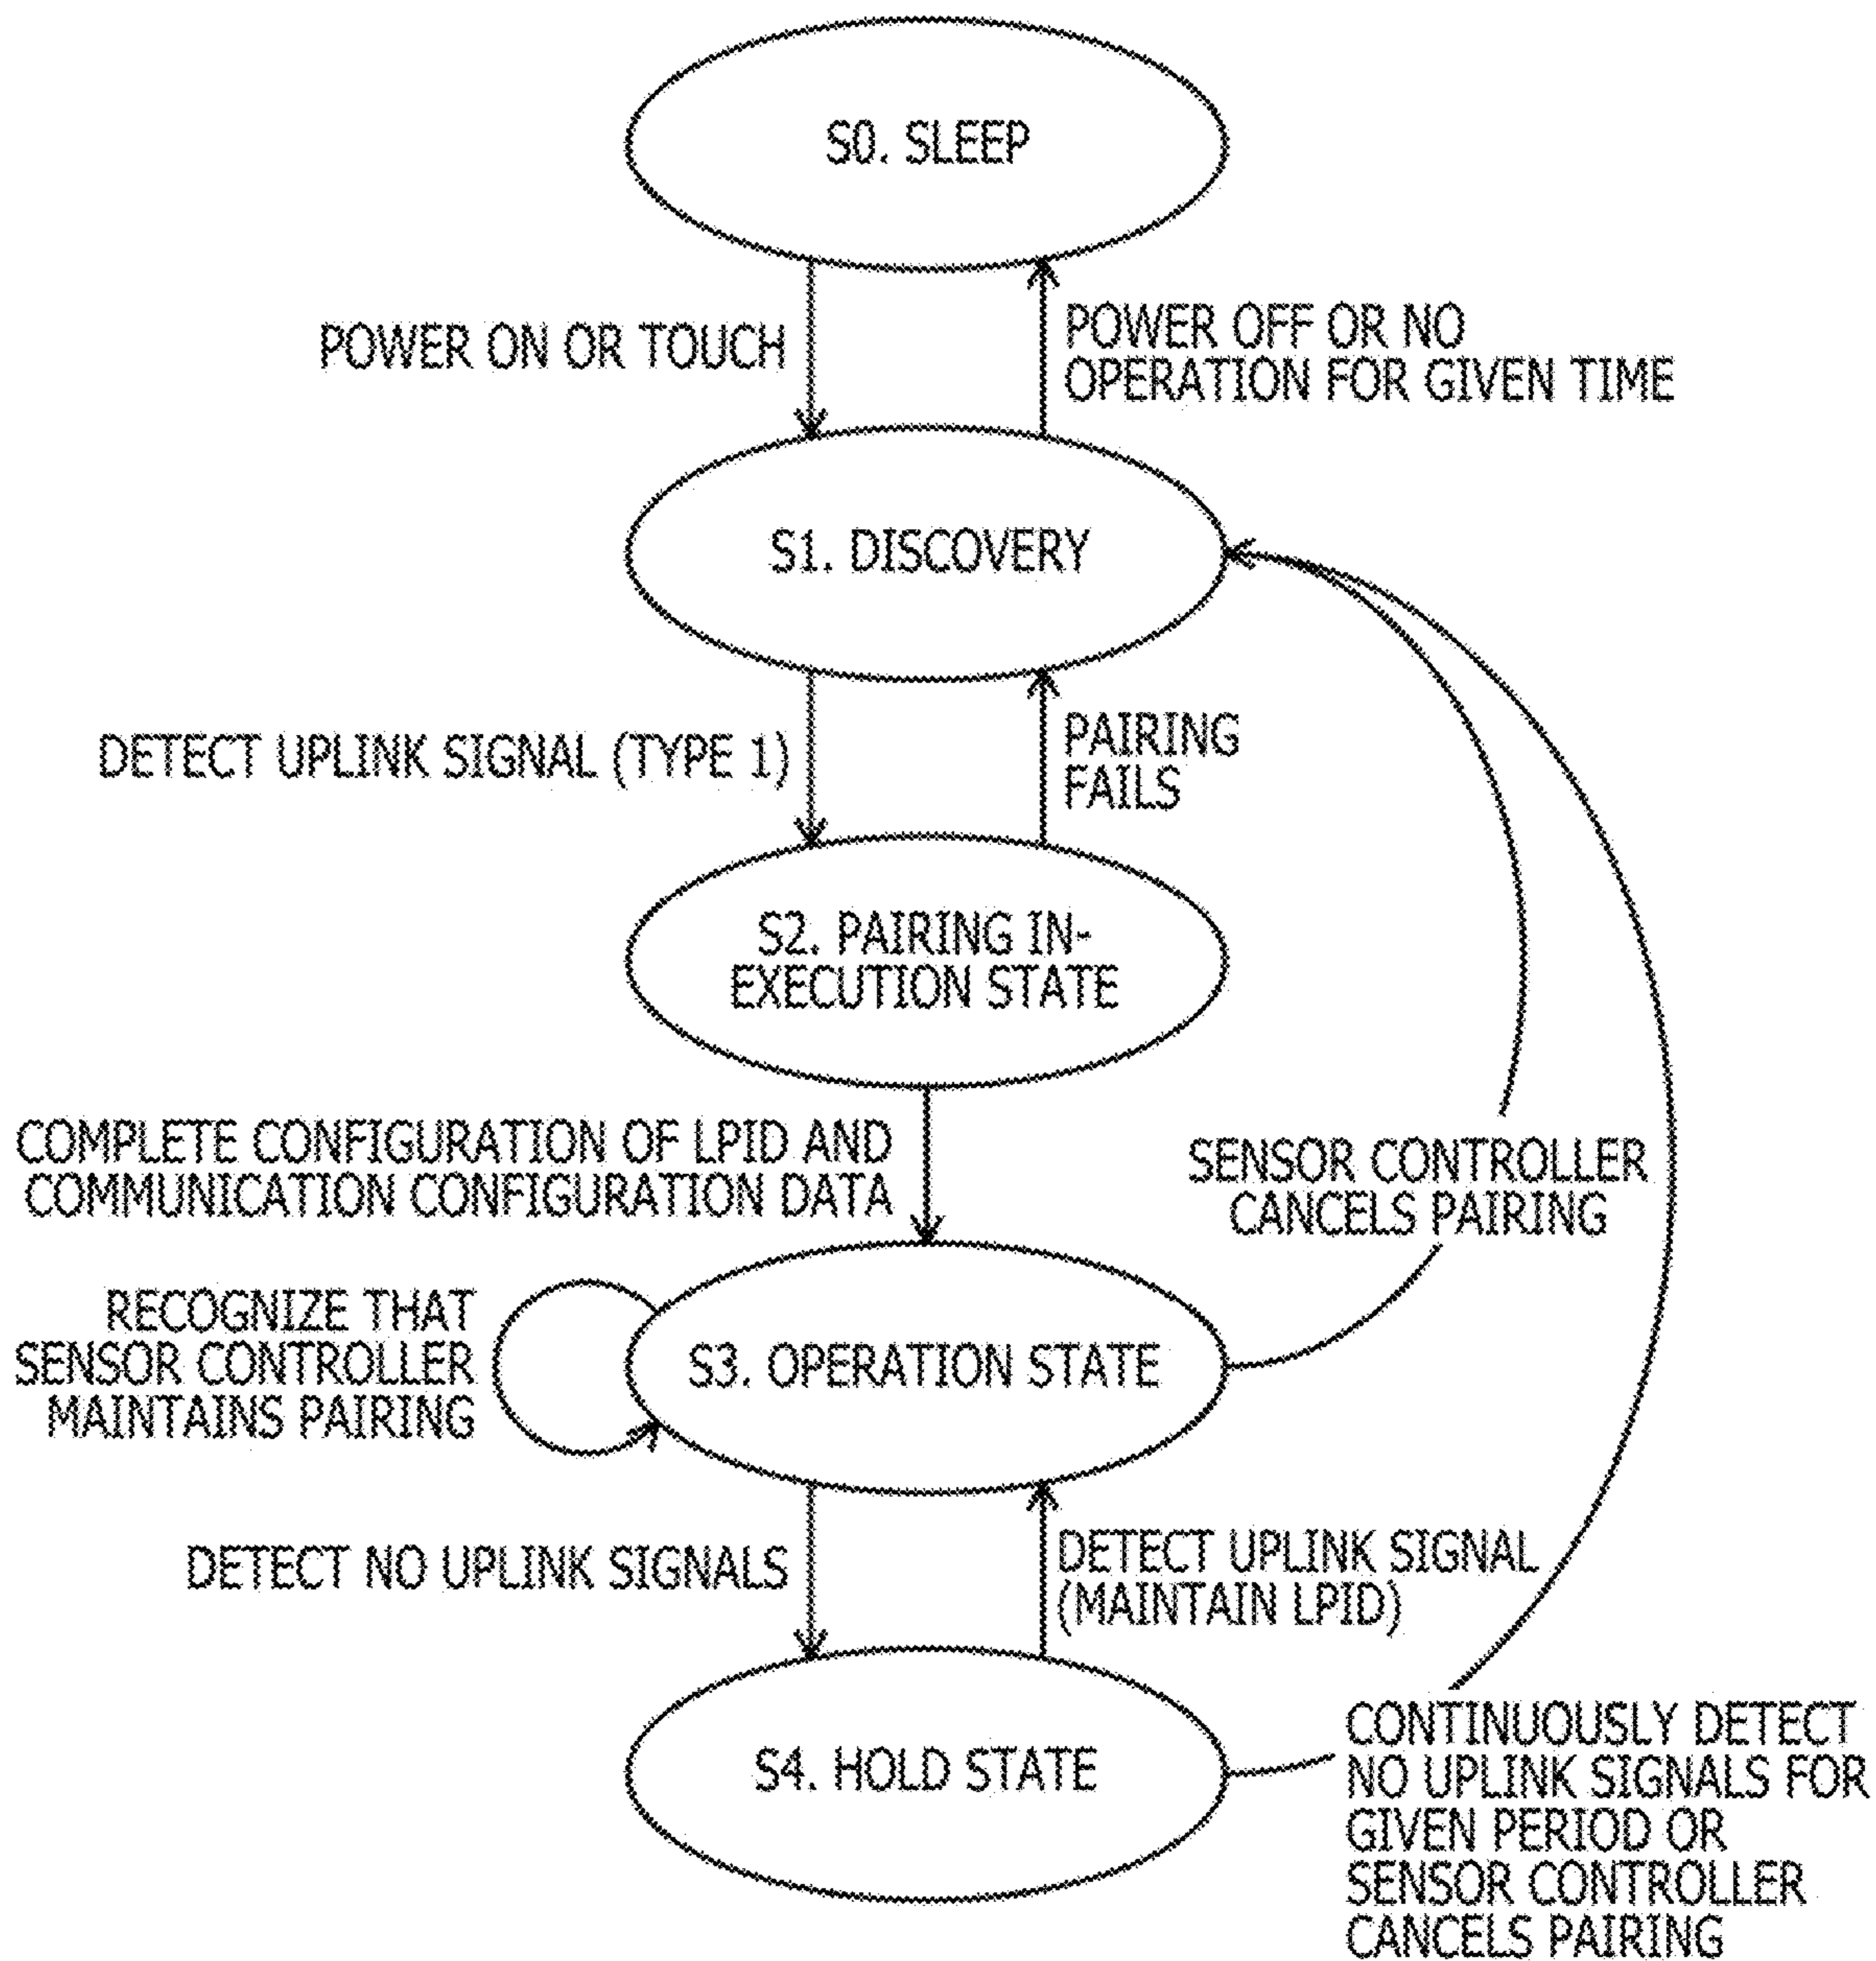 S0. SLEEP
POWER ON OR TOUCH
POWER OFF OR NO
OPERATION FOR GIVEN TIME
S1. DISCOVERY
DETECT UPLINK SIGNAL (TYPE 1)
PAIRING
FAILS
S2. PAIRING IN-
EXECUTION STATE
COMPLETE CONFIGURATION OF LPID AND
COMMUNICATION CONFIGURATION DATA
SENSOR CONTROLLER
CANCELS PAIRING
RECOGNIZE THAT
SENSOR CONTROLLER
MAINTAINS PAIRING
S3. OPERATION STATE
DETECT NO UPLINK SIGNALS
DETECT UPLINK SIGNAL
(MAINTAIN LPID)
S4. HOLD STATE
CONTINUOUSLY DETECT
NO UPLINK SIGNALS FOR
GIVEN PERIOD OR
SENSOR CONTROLLER
CANCELS PAIRING